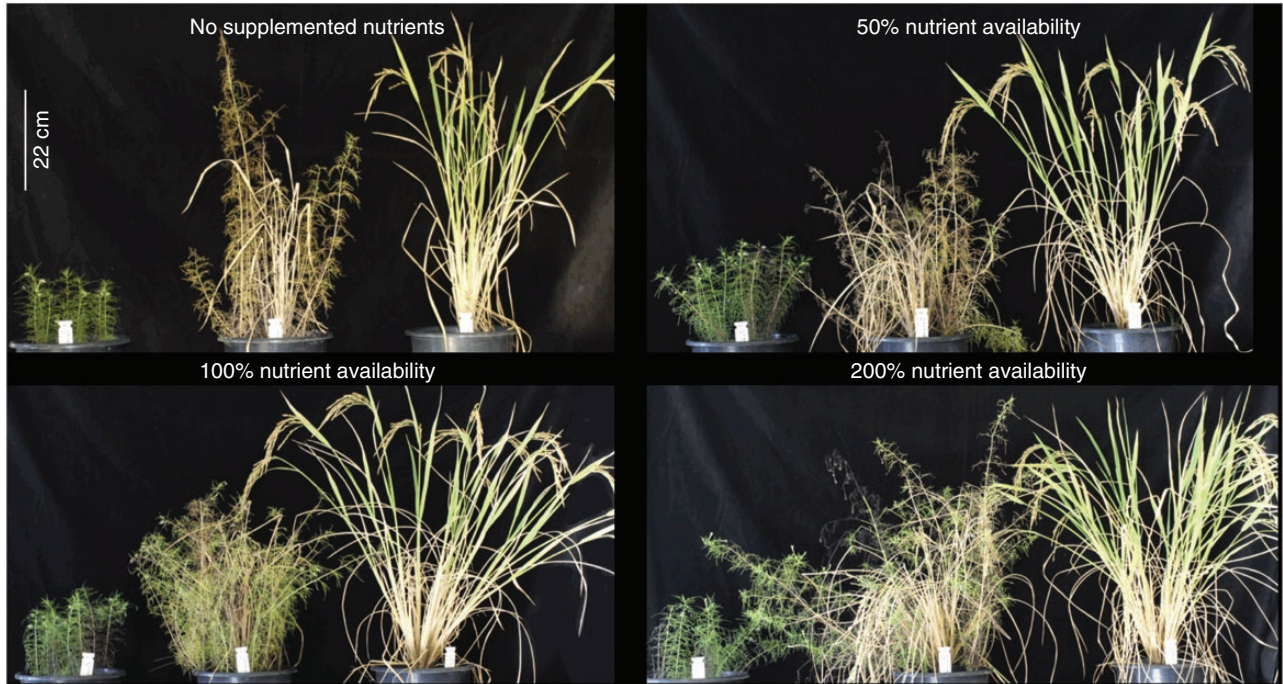 No supplemented nutrients
50% nutrient availability
22 cm
100% nutrient availability
200% nutrient availability